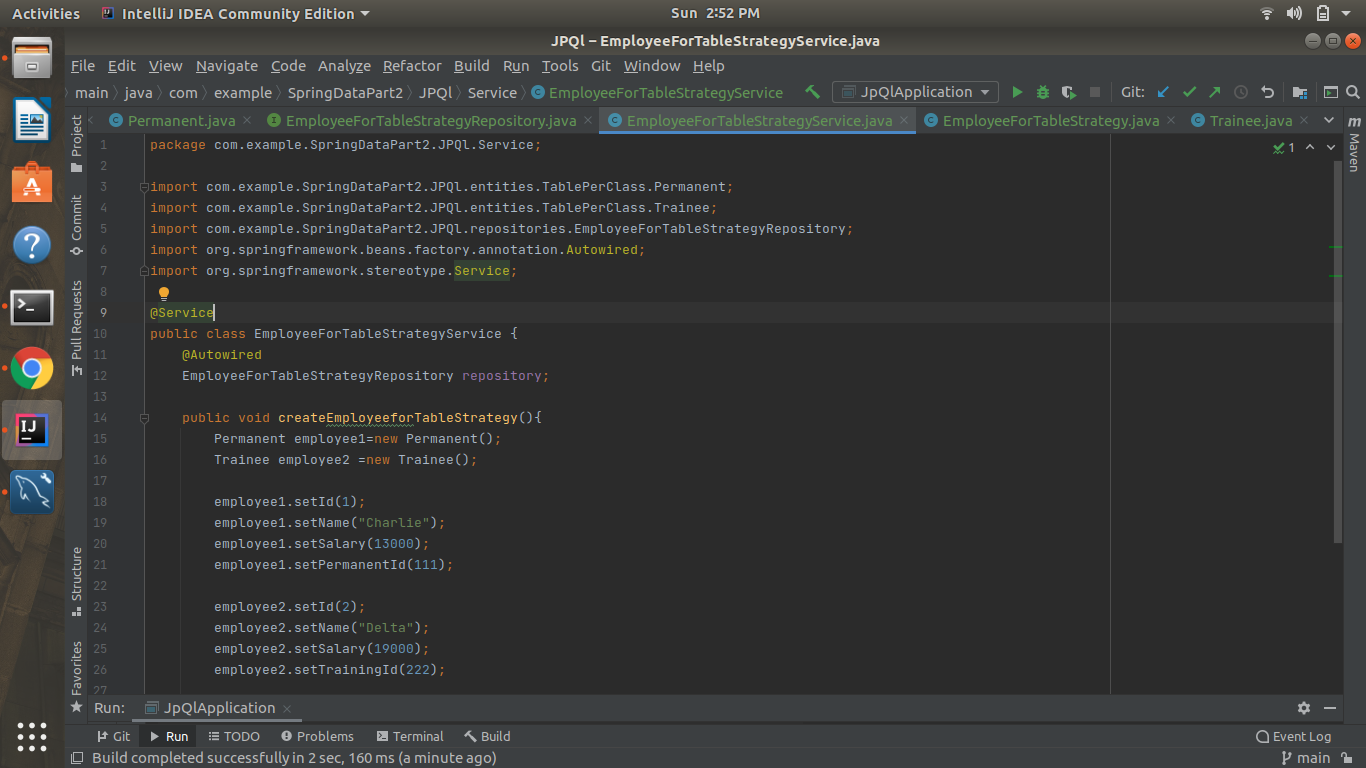 Activities IntelliJ IDEA Community Edition Sun 2:52 PM
JPQl – EmployeeForTableStrategyService.java
File Edit View Navigate Code Analyze Refactor Build Run Tools Git Window Help
main java com example SpringDataPart2 JPQl Service EmployeeForTableStrategyService JpQlApplication Git:
Permanent.java EmployeeForTableStrategyRepository.java EmployeeForTableStrategyService.java EmployeeForTableStrategy.java Trainee.java
Project
Commit
Pull Requests
Structure
Favorites
Maven
1 package com.example.SpringDataPart2.JPQl.Service; 1
2
3 import com.example.SpringDataPart2.JPQl.entities.TablePerClass.Permanent;
4 import com.example.SpringDataPart2.JPQl.entities.TablePerClass.Trainee;
5 import com.example.SpringDataPart2.JPQl.repositories.EmployeeForTableStrategyRepository;
6 import org.springframework.beans.factory.annotation.Autowired;
7 import org.springframework.stereotype.Service;
8
9 @Service
10 public class EmployeeForTableStrategyService {
11 @Autowired
12 EmployeeForTableStrategyRepository repository;
13
14 public void createEmployeeforTableStrategy(){
15 Permanent employee1=new Permanent();
16 Trainee employee2 =new Trainee();
17
18 employee1.setId(1);
19 employee1.setName("Charlie");
20 employee1.setSalary(13000);
21 employee1.setPermanentId(111);
22
23 employee2.setId(2);
24 employee2.setName("Delta");
25 employee2.setSalary(19000);
26 employee2.setTrainingId(222);
27
Run: JpQlApplication
Git Run TODO Problems Terminal Build Event Log
Build completed successfully in 2 sec, 160 ms (a minute ago) main